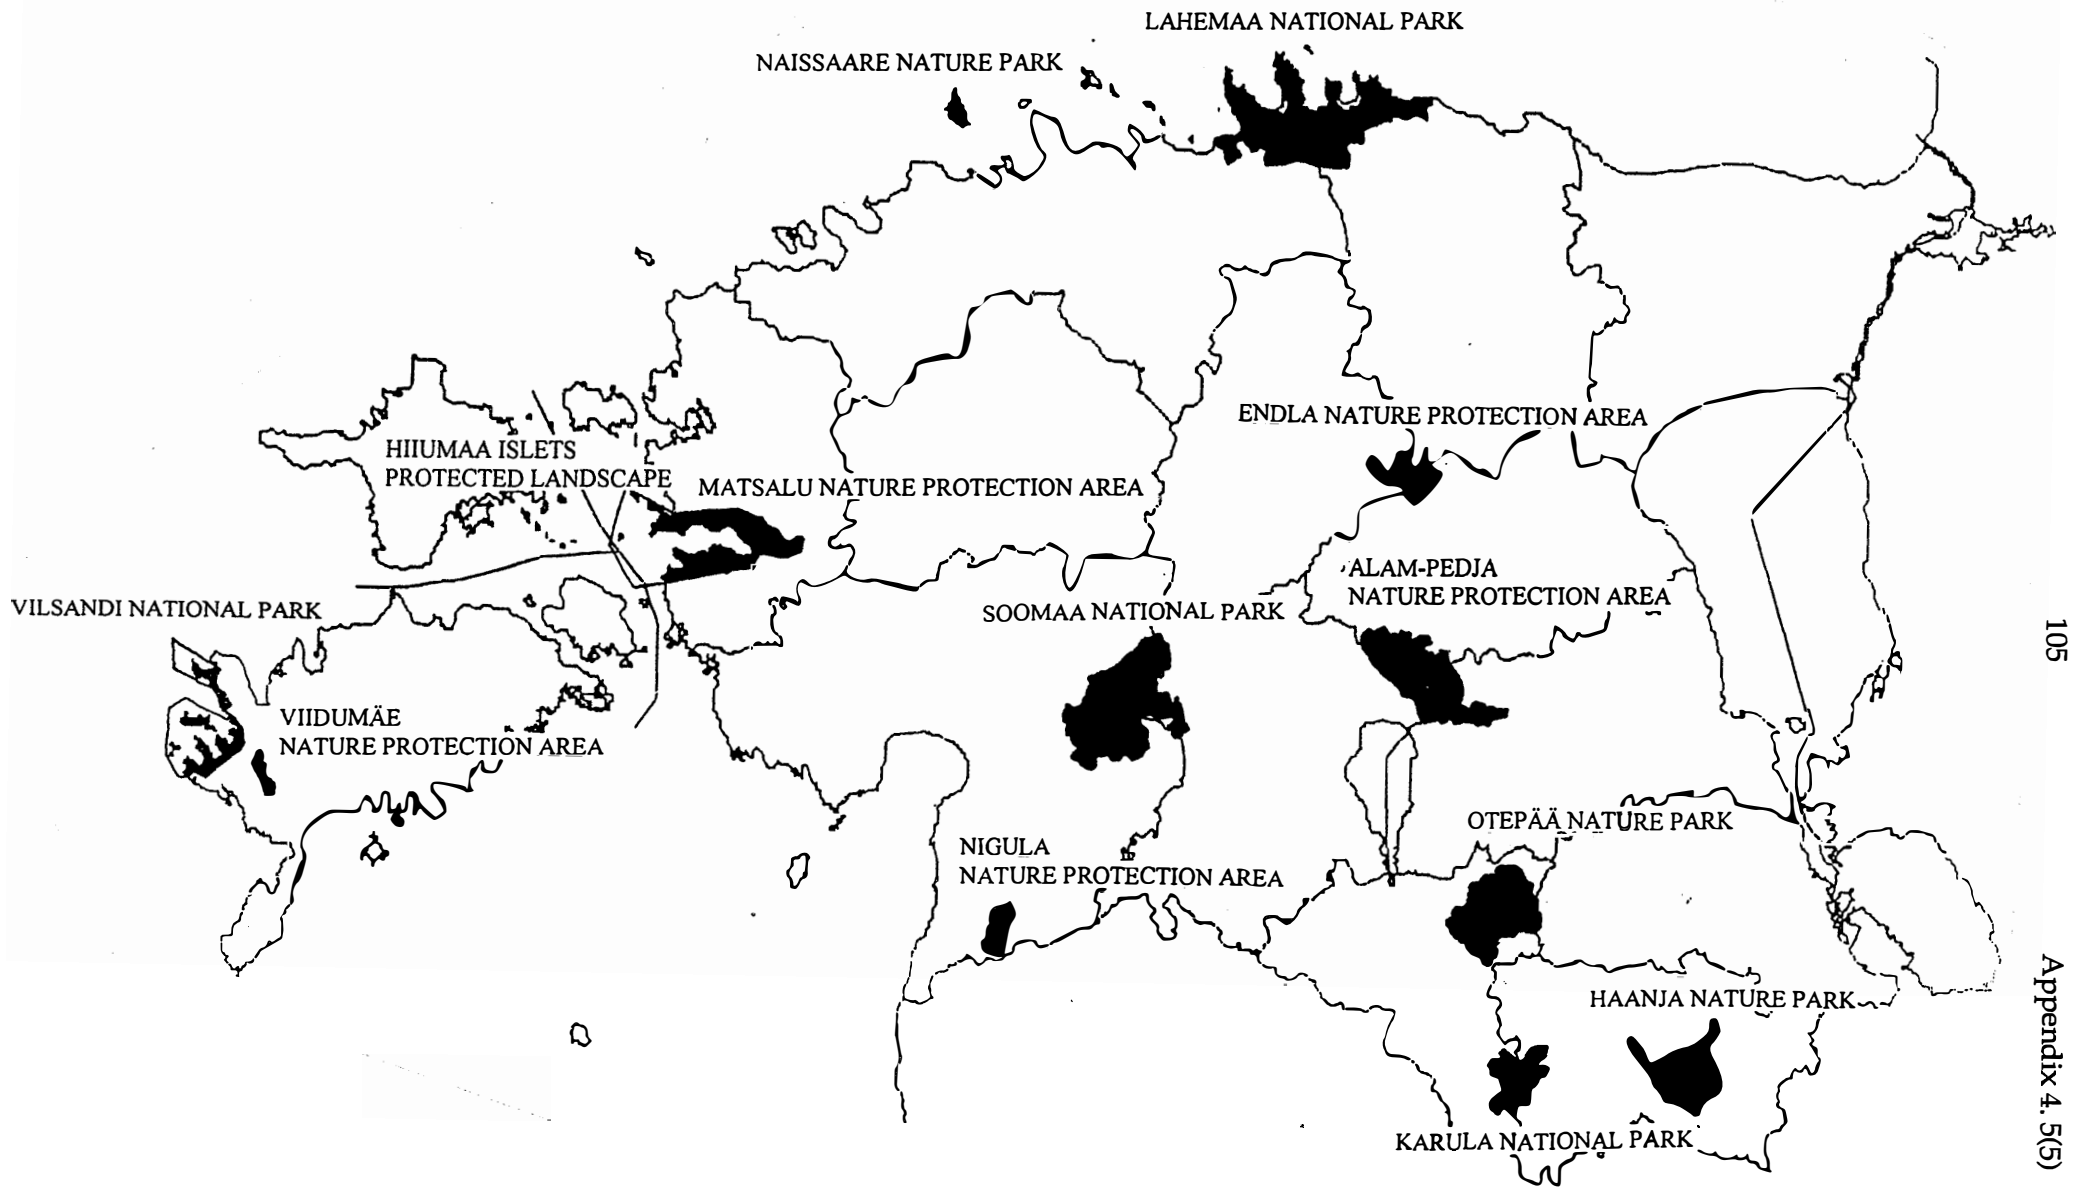 LAHEMAA NATIONAL PARK
NAISSAARE NATURE PARK
ENDLA NATURE PROTECTION AREA
HIIUMAA ISLETS
PROTECTED LANDSCAPE
MATSALU NATURE PROTECTION AREA
ALAM-PEDJA
NATURE PROTECTION AREA
VILSANDI NATIONAL PARK
SOOMAA NATIONAL PARK
VIIDUMÄE
NATURE PROTECTION AREA
OTEPÄÄ NATURE PARK
NIGULA
NATURE PROTECTION AREA
HAANJA NATURE PARK
KARULA NATIONAL PARK
105
Appendix 4. 5(5)